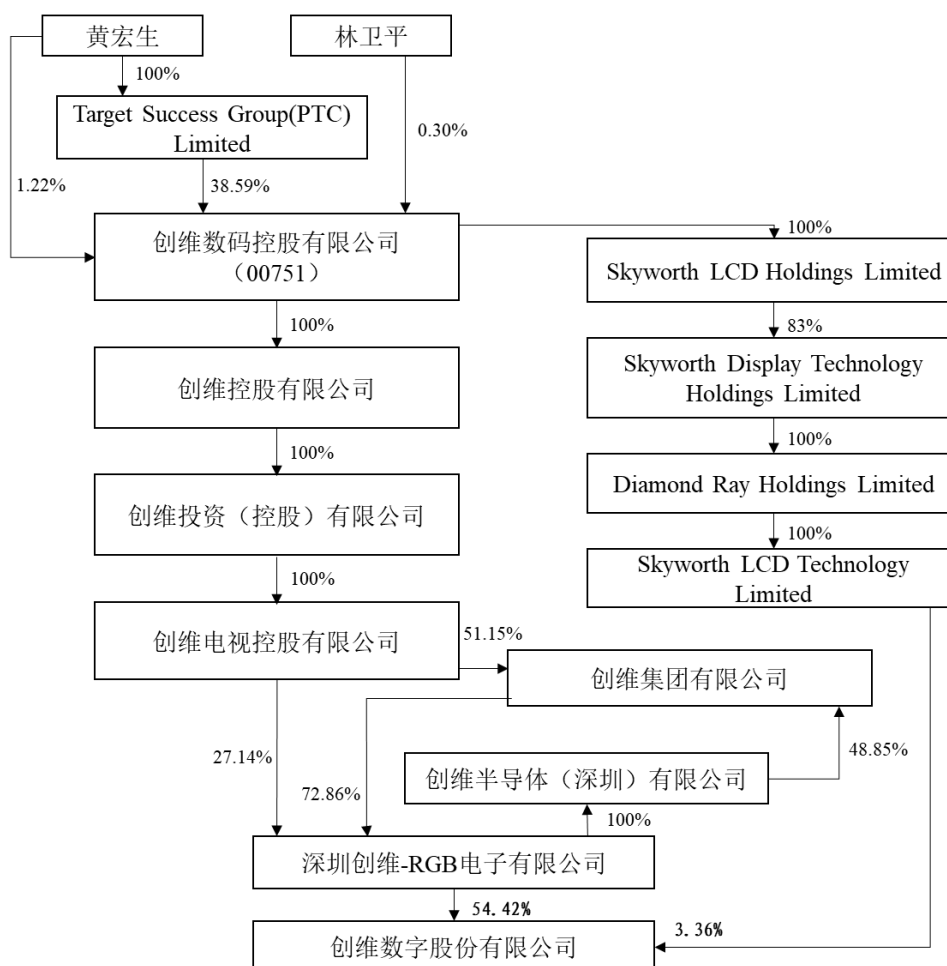 黄宏生
林卫平
100%
Target Success Group(PTC)
Limited
0.30%
1.22%
38.59%
创维数码控股有限公司
（00751）
100%
Skyworth LCD Holdings Limited
100%
83%
创维控股有限公司
Skyworth Display Technology
Holdings Limited
100%
100%
创维投资（控股）有限公司
Diamond Ray Holdings Limited
100%
100%
Skyworth LCD Technology
Limited
创维电视控股有限公司
51.15%
创维集团有限公司
27.14%
72.86%
48.85%
创维半导体（深圳）有限公司
100%
深圳创维-RGB电子有限公司
54.42%
3.36%
创维数字股份有限公司